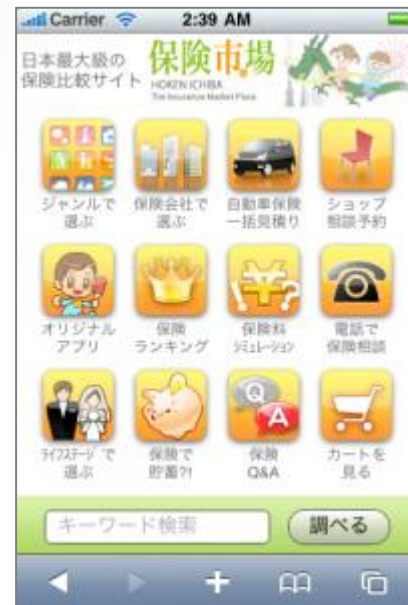 Carrier 2:39 AM
日本最大級の
保険比較サイト
保険市場
HOKEN ICHIBA
The Insurance Market Place
ジャンルで
選ぶ
保険会社で
選ぶ
自動車保険
一括見積り
ショップ
相談予約
オリジナル
アプリ
保険
ランキング
保険料
シミュレーション
電話で
保険相談
ライフステージで
選ぶ
保険で
貯蓄?!
Q&A
保険
Q&A
カートを
見る
キーワード検索
調べる